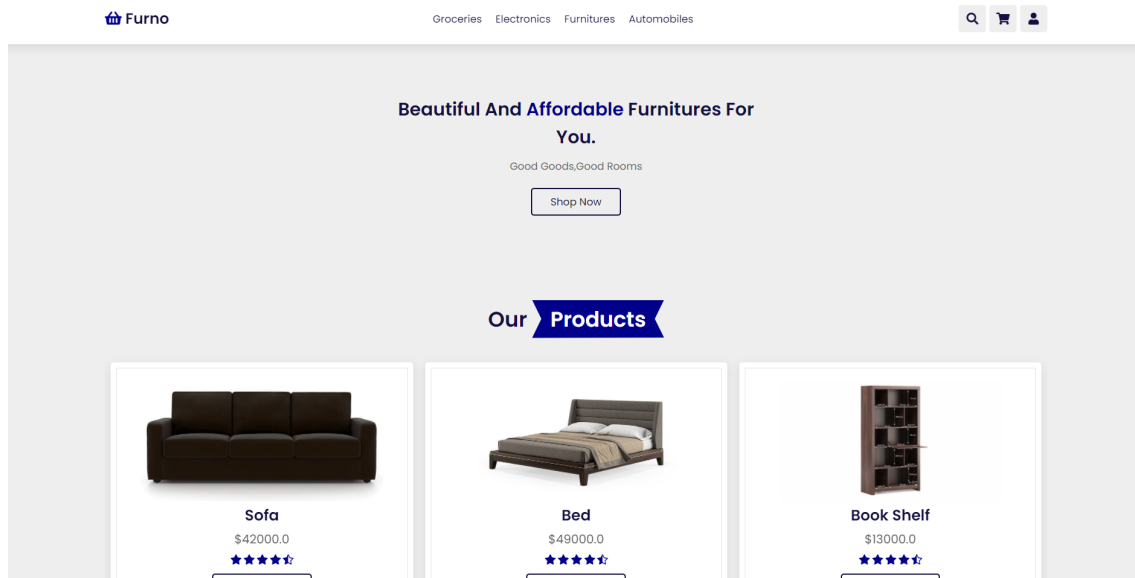 Furno
Groceries Electronics Furnitures Automobiles
Beautiful And Affordable Furnitures For
You.
Good Goods,Good Rooms
Shop Now
Our Products
Sofa
$42000.0
Bed
$49000.0
Book Shelf
$13000.0